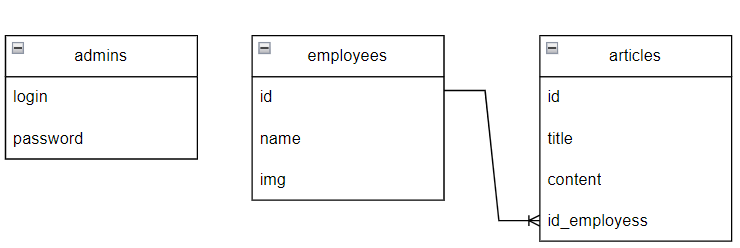 admins
login
password
employees
id
name
img
articles
id
title
content
id_employess